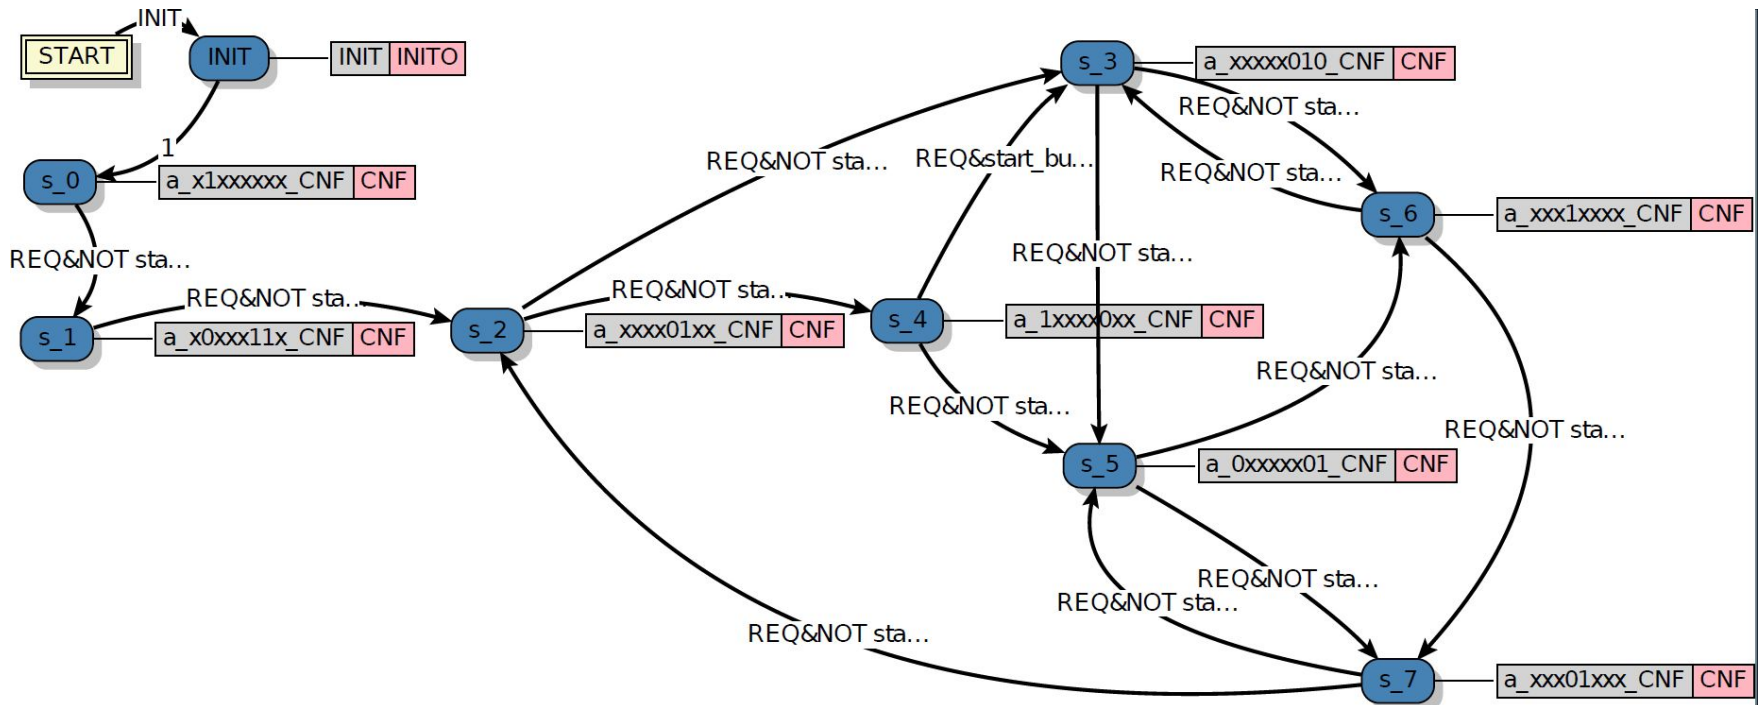 INIT
START
INIT
INIT INITO
s_3
a_xxxxx010_CNF CNF
REQ&NOT sta...
1
REQ&NOT sta...
REQ&start_bu...
REQ&NOT sta...
s_0
a_x1xxxxxx_CNF CNF
s_6
a_xxx1xxxx_CNF CNF
REQ&NOT sta...
REQ&NOT sta...
REQ&NOT sta...
REQ&NOT sta...
s_1
a_x0xxx11x_CNF CNF
s_2
a_xxxx01xx_CNF CNF
s_4
a_1xxxx0xx_CNF CNF
REQ&NOT sta...
REQ&NOT sta...
REQ&NOT sta...
s_5
a_0xxxxx01_CNF CNF
REQ&NOT sta...
REQ&NOT sta...
REQ&NOT sta...
s_7
a_xxx01xxx_CNF CNF